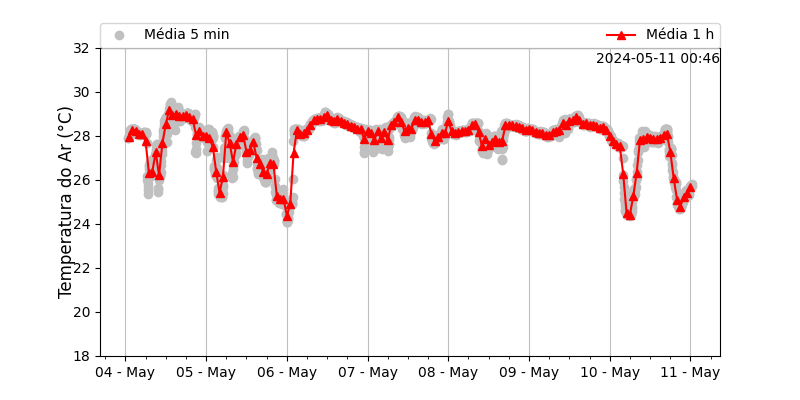 Média 5 min
Média 1 h
2024-05-11 00:46
Temperatura do Ar (°C)
32
30
28
26
24
22
20
18
04 - May
05 - May
06 - May
07 - May
08 - May
09 - May
10 - May
11 - May